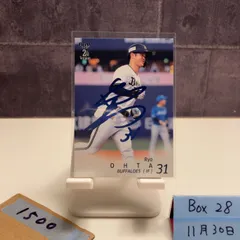 Ryo
OHTA 31
BUFFALOES
1500
Box 28
11月30日